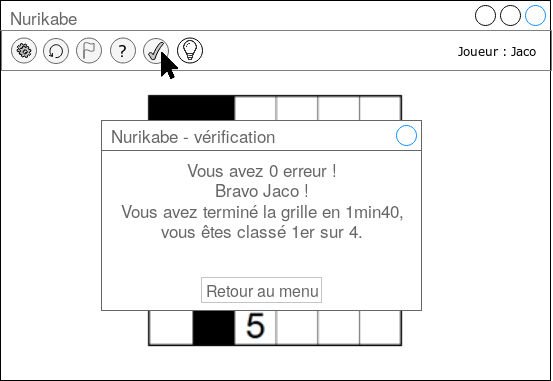 Nurikabe
?
Joueur : Jaco
Nurikabe - vérification
Vous avez 0 erreur !
Bravo Jaco !
Vous avez terminé la grille en 1min40,
vous êtes classé 1er sur 4.
Retour au menu
5